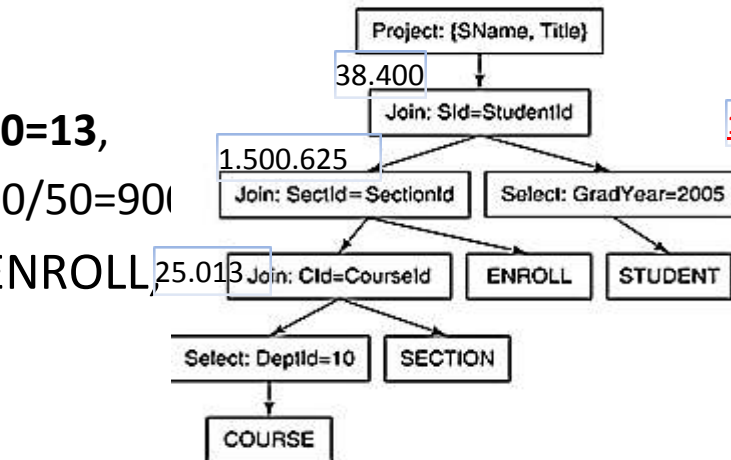 Project: {SName, Title}
38.400
Join: SId=StudentId
0=13,
1.500.625
0/50=90
Join: SectId=SectionId
Select: GradYear=2005
ENROLL,
25.013
Join: CId=CourseId
ENROLL
STUDENT
Select: DeptId=10
SECTION
COURSE